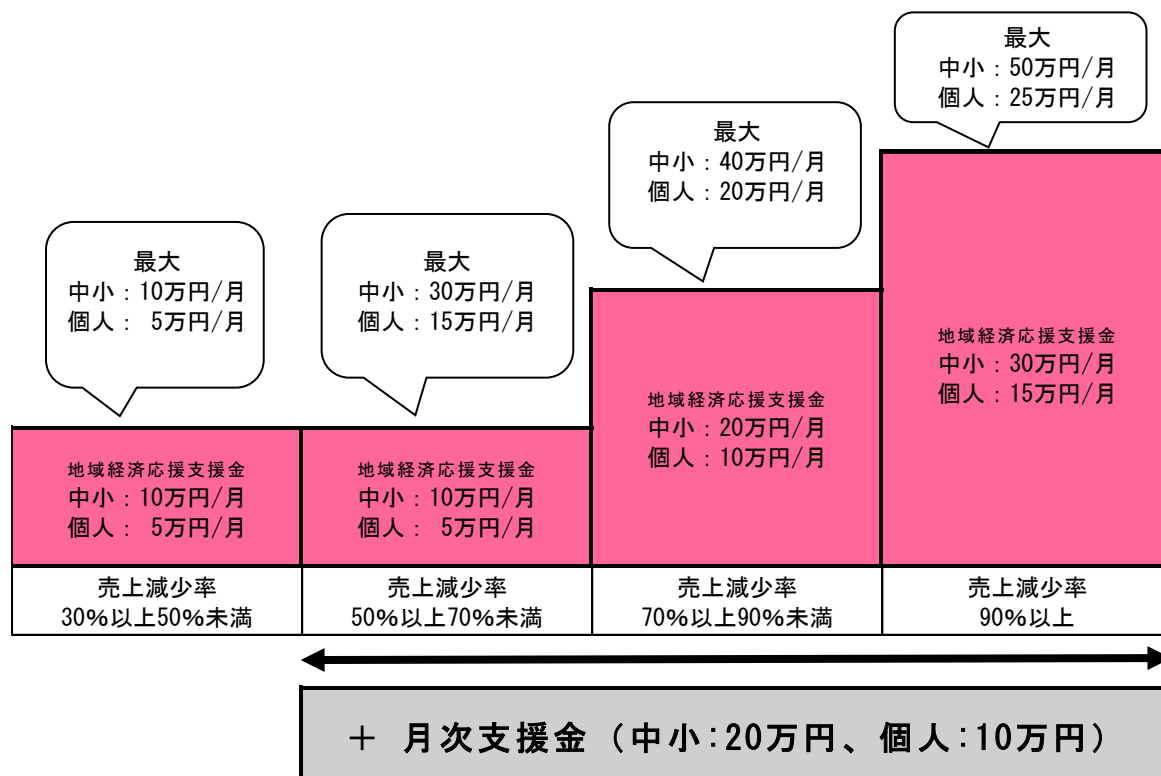 最大
中小：10万円/月
個人： 5万円/月
最大
中小：30万円/月
個人：15万円/月
最大
中小：40万円/月
個人：20万円/月
最大
中小：50万円/月
個人：25万円/月
地域経済応援支援金
中小：10万円/月
個人： 5万円/月
地域経済応援支援金
中小：10万円/月
個人： 5万円/月
地域経済応援支援金
中小：20万円/月
個人：10万円/月
地域経済応援支援金
中小：30万円/月
個人：15万円/月
売上減少率
30%以上50%未満
売上減少率
50%以上70%未満
売上減少率
70%以上90%未満
売上減少率
90%以上
＋ 月次支援金（中小:20万円、個人:10万円）